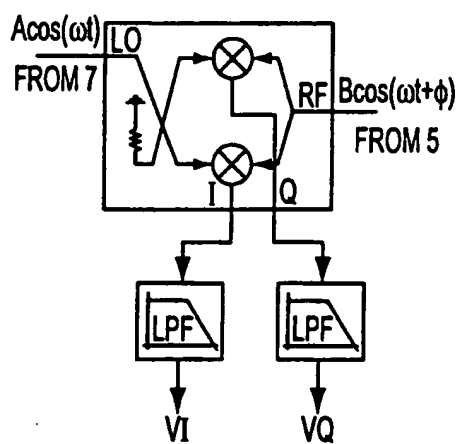 Acos(ωt)
FROM 7
LO
RF
Bcos(ωt+ϕ)
FROM 5
I
Q
LPF
LPF
VI
VQ